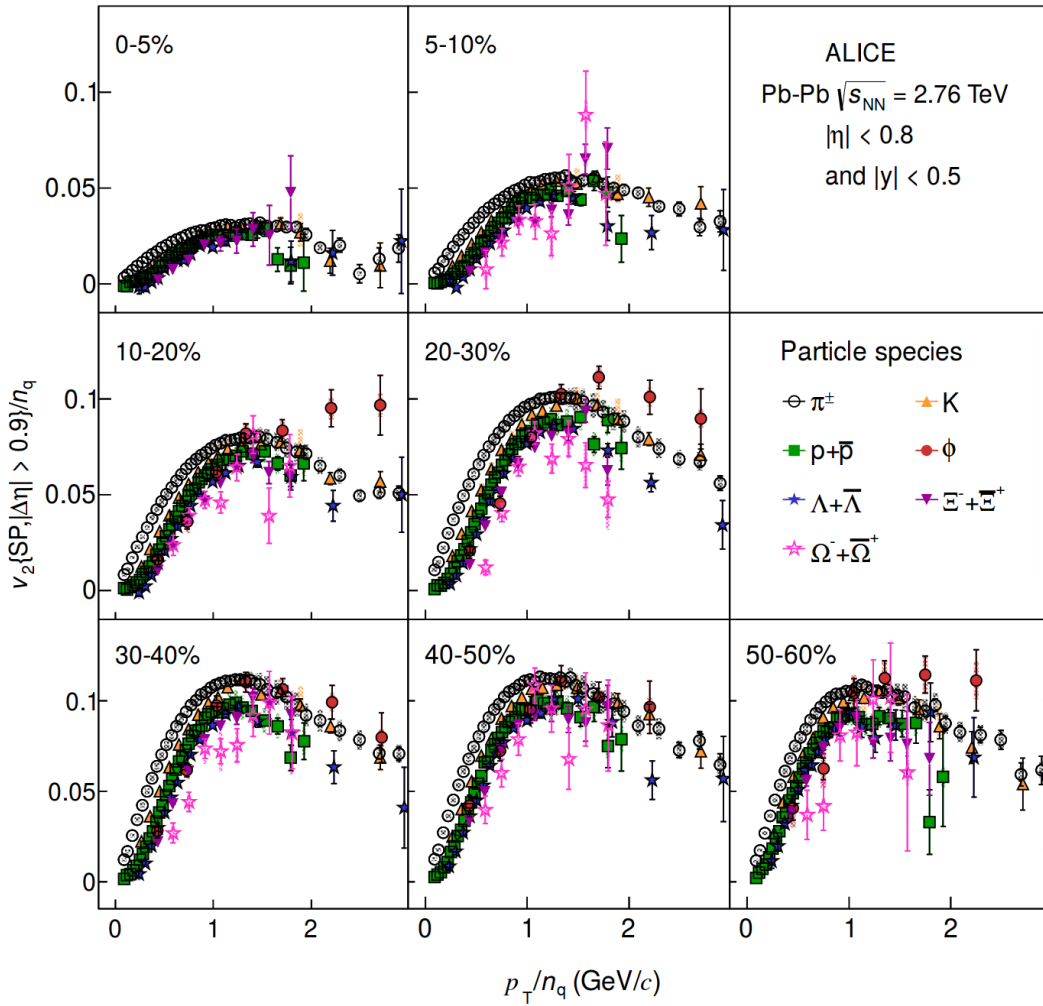 0-5%
5-10%
ALICE
Pb-Pb √sNN = 2.76 TeV
|η| < 0.8
and |y| < 0.5
0.1
0.05
0
10-20%
20-30%
Particle species
π±
K
p+p̅
ϕ
Λ+Λ̅
Ξ⁻+Ξ̅⁺
Ω⁻+Ω̅⁺
0.1
0.05
0
v2{SP,|Δη| > 0.9}/nq
30-40%
40-50%
50-60%
0.1
0.05
0
0 1 2 0 1 2 0 1 2
pT/nq (GeV/c)